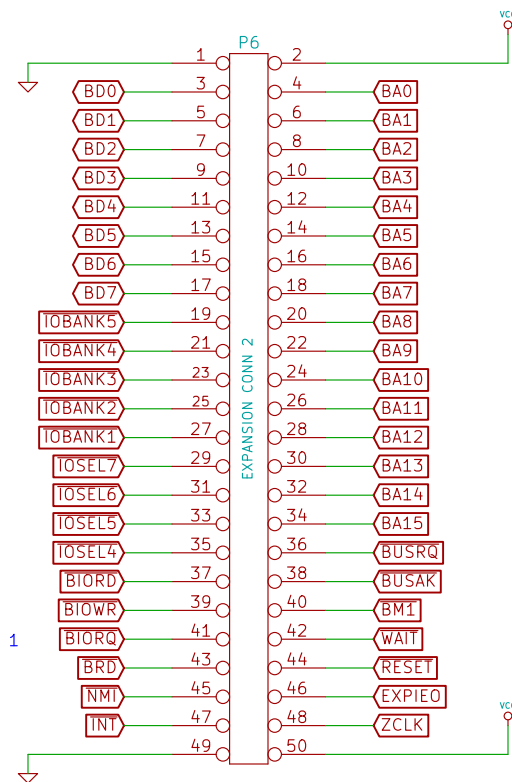 VCC
P6
1 2
BD0 3 4 BA0
BD1 5 6 BA1
BD2 7 8 BA2
BD3 9 10 BA3
BD4 11 12 BA4
BD5 13 14 BA5
BD6 15 16 BA6
BD7 17 18 BA7
IOBANK5 19 20 BA8
IOBANK4 21 22 BA9
IOBANK3 23 24 BA10
IOBANK2 25 26 BA11
IOBANK1 27 28 BA12
IOSEL7 29 30 BA13
IOSEL6 31 32 BA14
IOSEL5 33 34 BA15
IOSEL4 35 36 BUSRQ
BIORD 37 38 BUSAK
BIOWR 39 40 BM1
1 BIORQ 41 42 WAIT
BRD 43 44 RESET
NMI 45 46 EXPIEO
INT 47 48 ZCLK
49 50
EXPANSION CONN 2